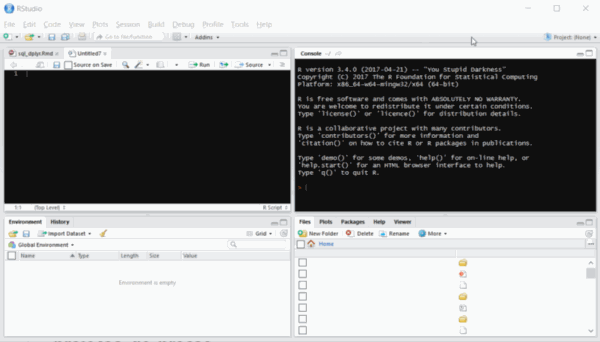 RStudio
File Edit Code View Plots Session Build Debug Profile Tools Help
Go to file/function Addins Project: (None)
sql_dplyr.Rmd Untitled7
Source on Save Run Source
1
1:1 (Top Level) R Script
Console ~/
R version 3.4.0 (2017-04-21) -- "You Stupid Darkness"
Copyright (C) 2017 The R Foundation for Statistical Computing
Platform: x86_64-w64-mingw32/x64 (64-bit)
R is free software and comes with ABSOLUTELY NO WARRANTY.
You are welcome to redistribute it under certain conditions.
Type 'license()' or 'licence()' for distribution details.
R is a collaborative project with many contributors.
Type 'contributors()' for more information and
'citation()' on how to cite R or R packages in publications.
Type 'demo()' for some demos, 'help()' for on-line help, or
'help.start()' for an HTML browser interface to help.
Type 'q()' to quit R.
>
Environment History
Import Dataset Grid
Global Environment
Name Type Length Size Value
Environment is empty
Files Plots Packages Help Viewer
New Folder Delete Rename More
Home